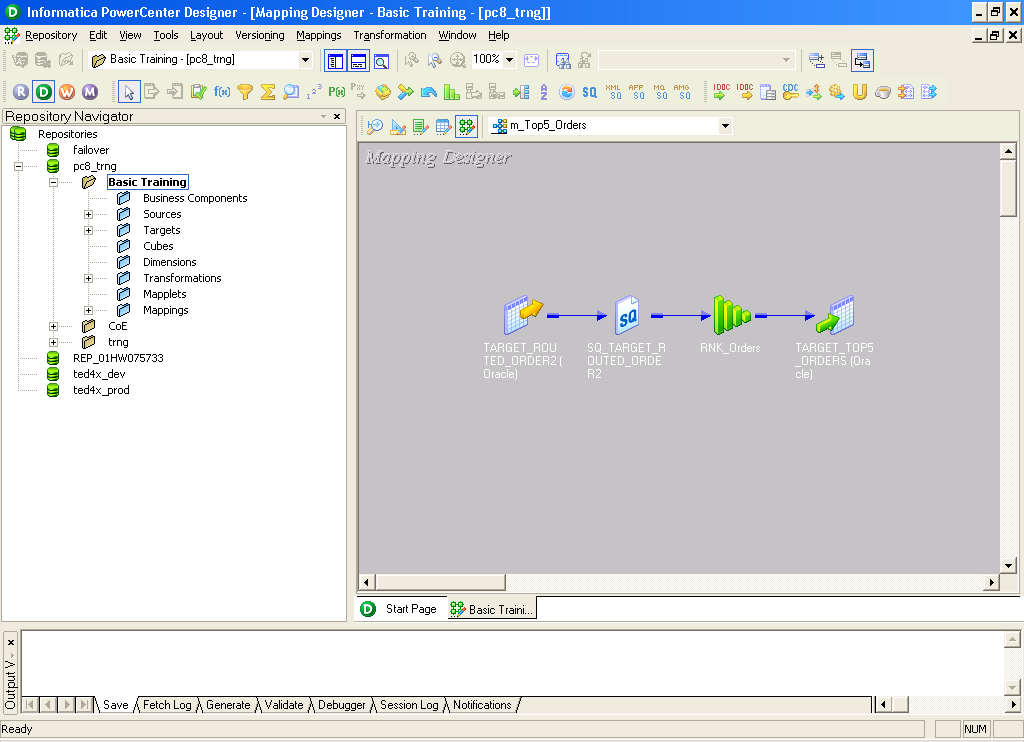 Informatica PowerCenter Designer - [Mapping Designer - Basic Training - [pc8_trng]]
Repository Edit View Tools Layout Versioning Mappings Transformation Window Help
Basic Training - [pc8_trng]
100%
Repository Navigator
m_Top5_Orders
Repositories
failover
pc8_trng
Basic Training
Business Components
Sources
Targets
Cubes
Dimensions
Transformations
Mapplets
Mappings
CoE
trng
REP_01HW075733
ted4x_dev
ted4x_prod
Mapping Designer
SQ
TARGET_ROU
TED_ORDER2 (
Oracle)
SQ_TARGET_R
OUTED_ORDE
R2
RNK_Orders
TARGET_TOP5
_ORDERS (Ora
cle)
Start Page
Basic Traini...
Output V
Save Fetch Log Generate Validate Debugger Session Log Notifications
Ready
NUM